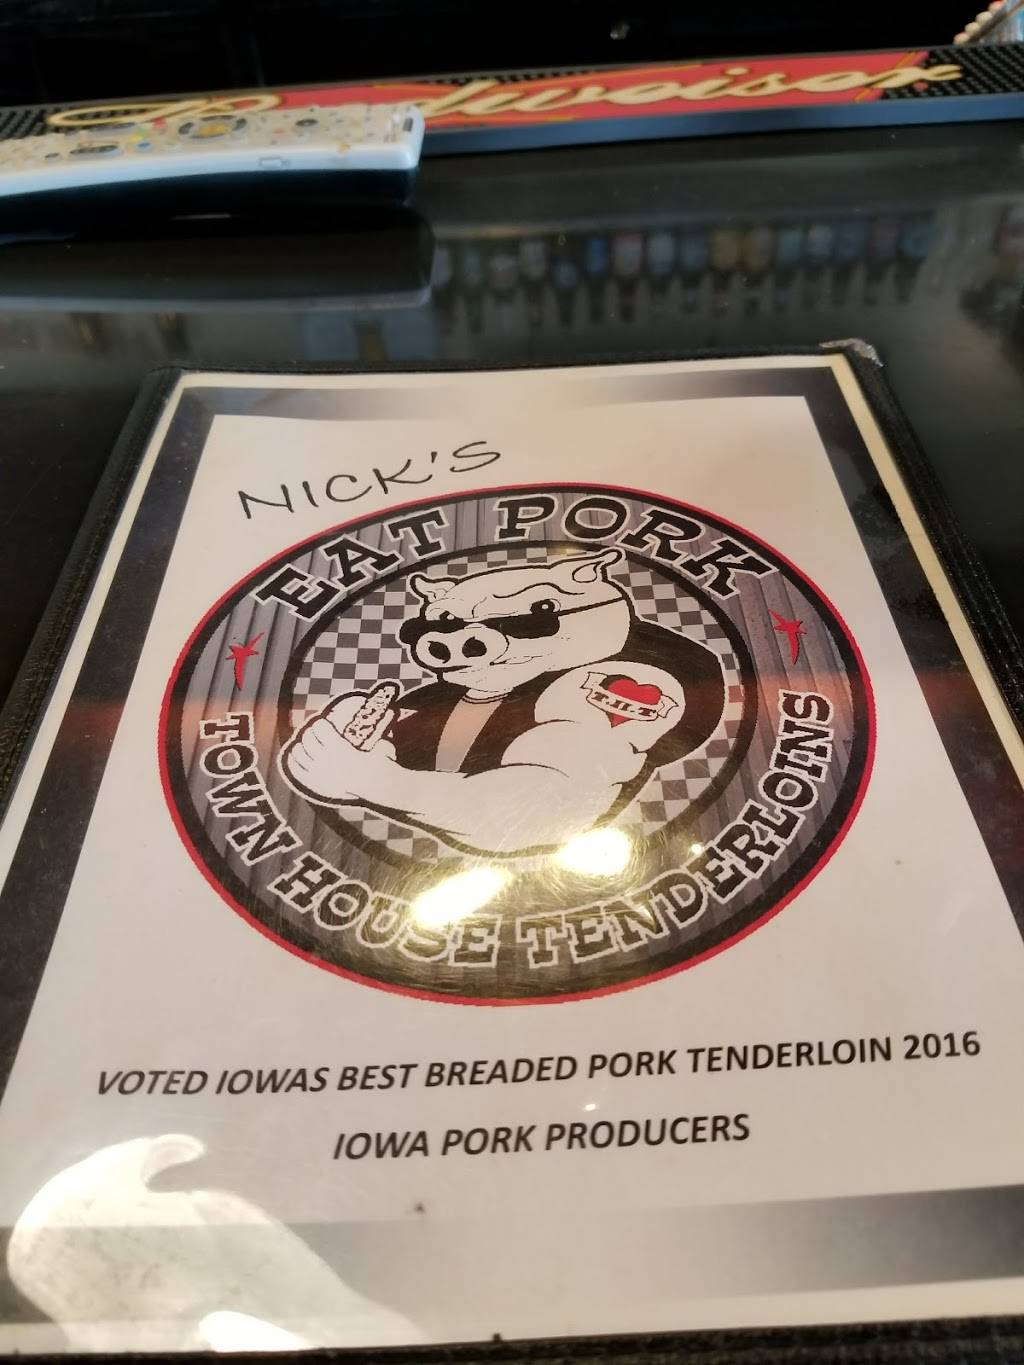 Budweiser
NICK'S
EAT PORK
T.H.T
TOWN HOUSE TENDERLOINS
VOTED IOWAS BEST BREADED PORK TENDERLOIN 2016
IOWA PORK PRODUCERS